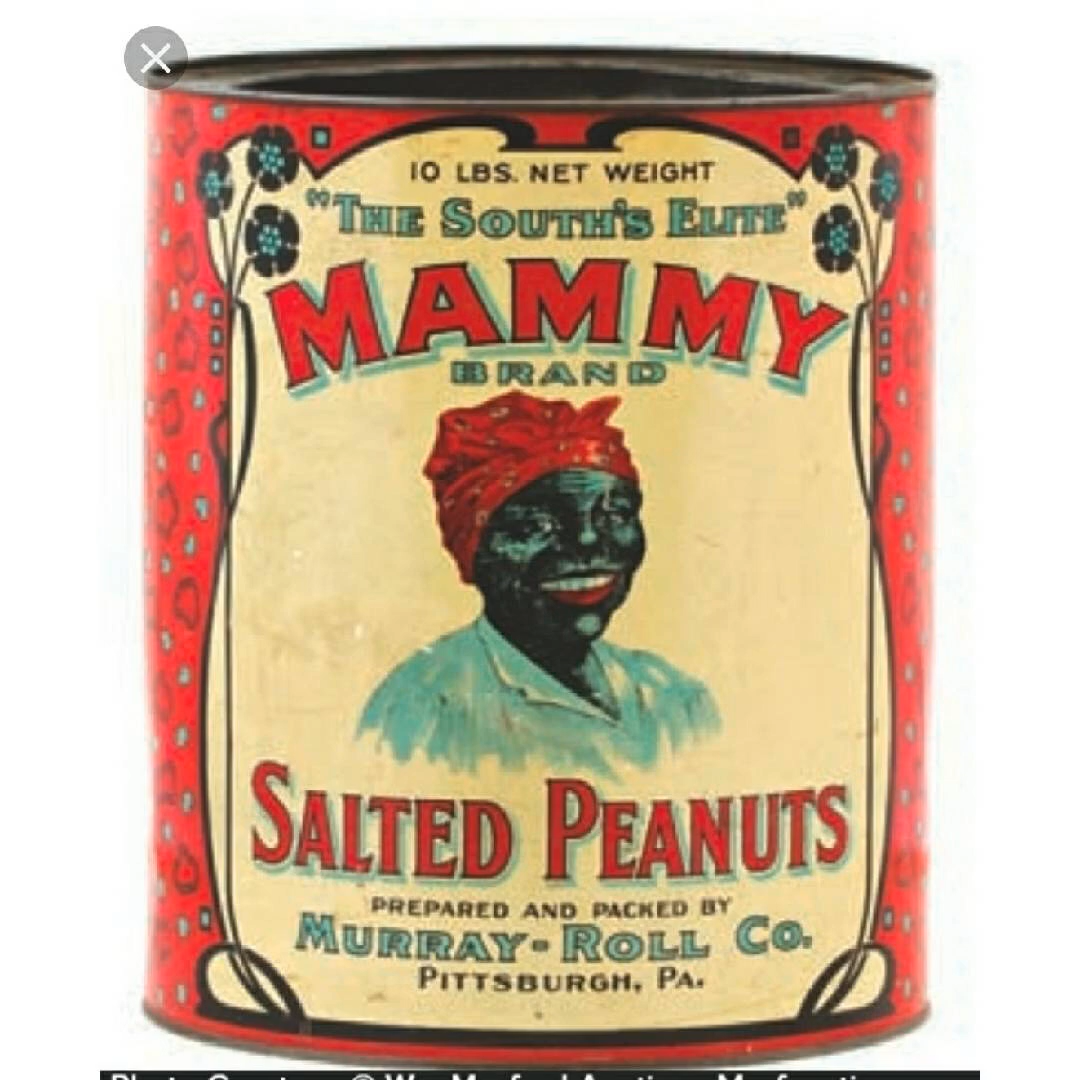 10 LBS. NET WEIGHT
"THE SOUTH'S ELITE"
MAMMY
BRAND
SALTED PEANUTS
PREPARED AND PACKED BY
MURRAY-ROLL CO.
PITTSBURGH, PA.